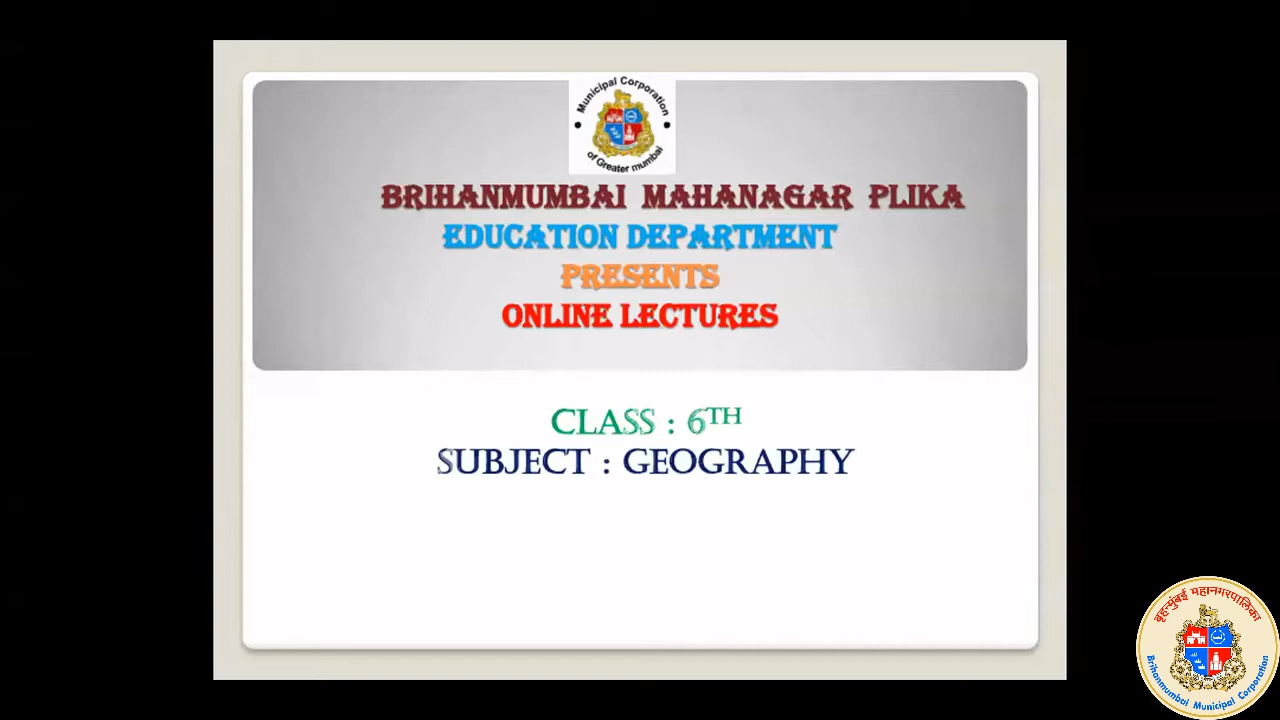 Municipal Corporation
of Greater mumbai
BRIHANMUMBAI MAHANAGAR PLIKA
EDUCATION DEPARTMENT
PRESENTS
ONLINE LECTURES
CLASS : 6TH
SUBJECT : GEOGRAPHY
बृहन्मुंबई महानगरपालिका
Brihanmumbai Municipal Corporation